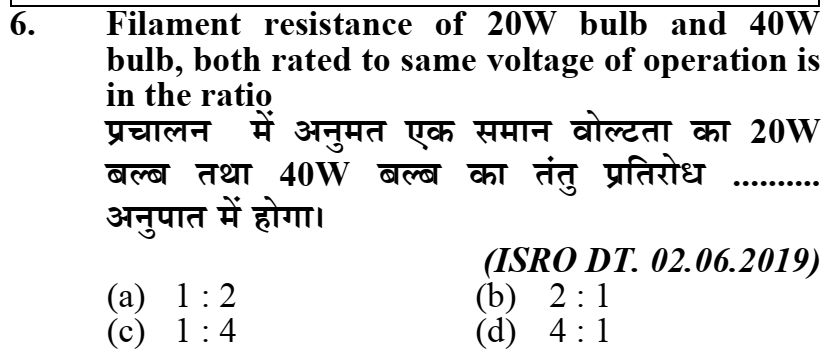 6. Filament resistance of 20W bulb and 40W
bulb, both rated to same voltage of operation is
in the ratio
प्रचालन में अनुमत एक समान वोल्टता का 20W
बल्ब तथा 40W बल्ब का तंतु प्रतिरोध ..........
अनुपात में होगा।
(ISRO DT. 02.06.2019)
(a) 1 : 2 (b) 2 : 1
(c) 1 : 4 (d) 4 : 1